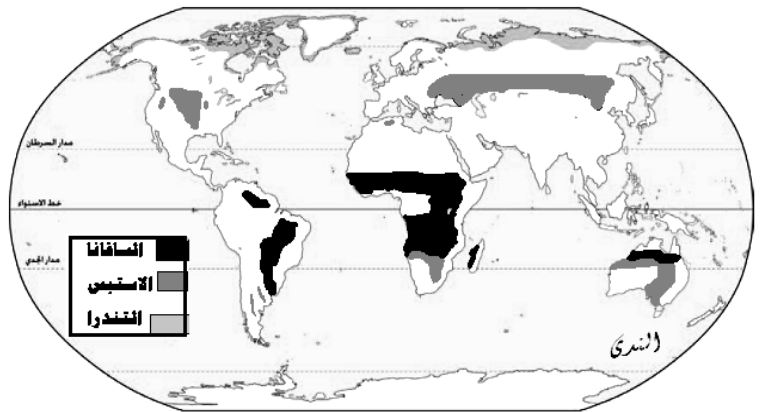 مدار السرطان
خط الاستواء
السافانا
مدار الجدي
الاستبس
التندرا
الندى